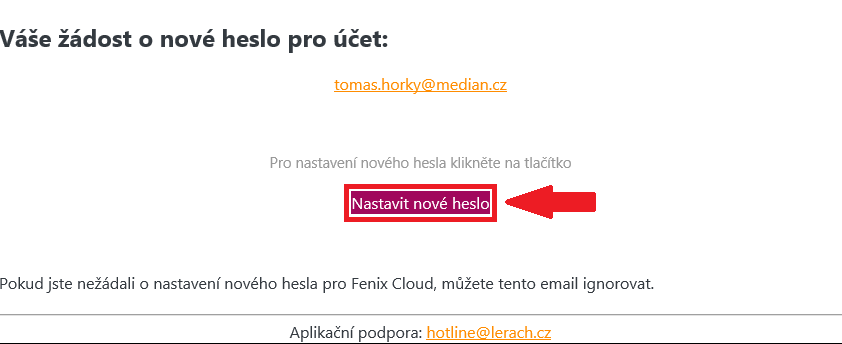 Váše žádost o nové heslo pro účet:
tomas.horky@median.cz
Pro nastavení nového hesla klikněte na tlačítko
Nastavit nové heslo
Pokud jste nežádali o nastavení nového hesla pro Fenix Cloud, můžete tento email ignorovat.
Aplikační podpora: hotline@lerach.cz